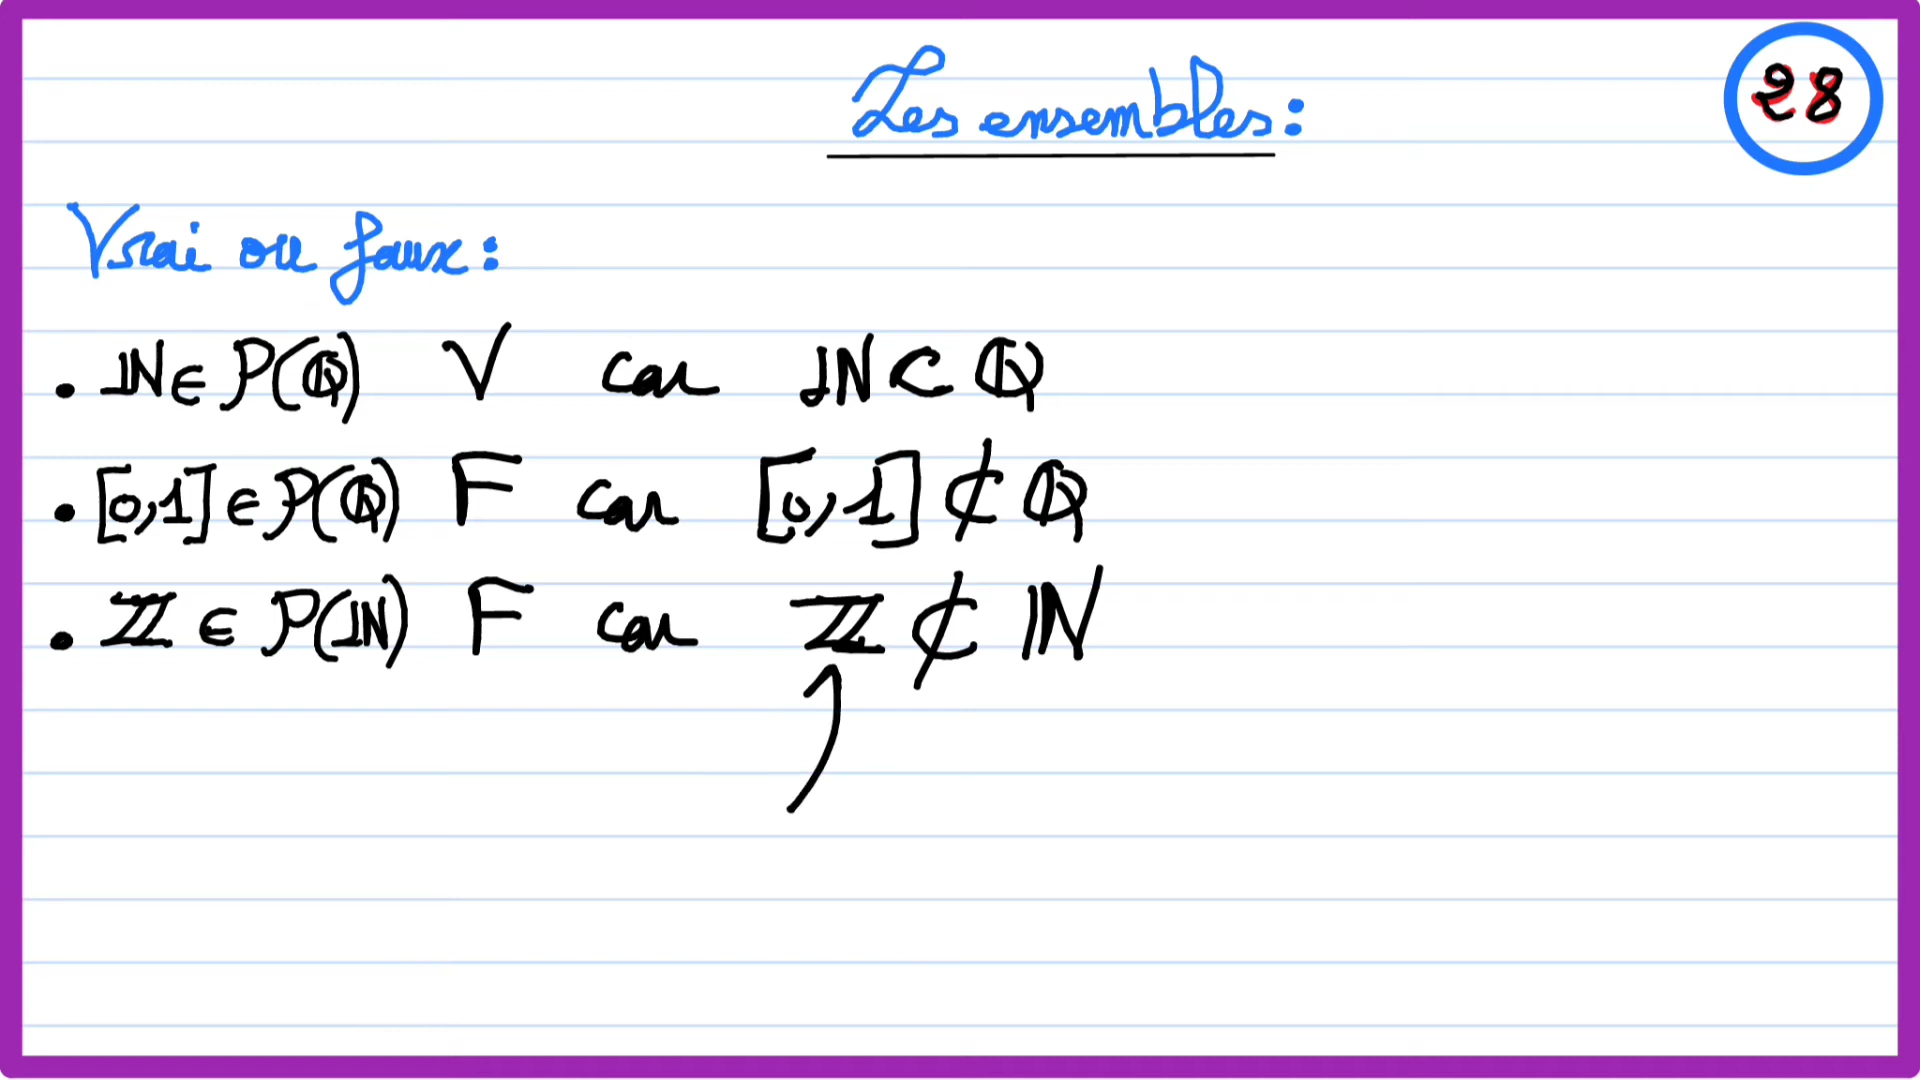 Les ensembles :
28
Vrai ou faux :
• ℕ ∈ P(ℚ) V car ℕ ⊂ ℚ
• [0,1] ∈ P(ℚ) F car [0,1] ⊄ ℚ
• ℤ ∈ P(ℕ) F car ℤ ⊄ ℕ